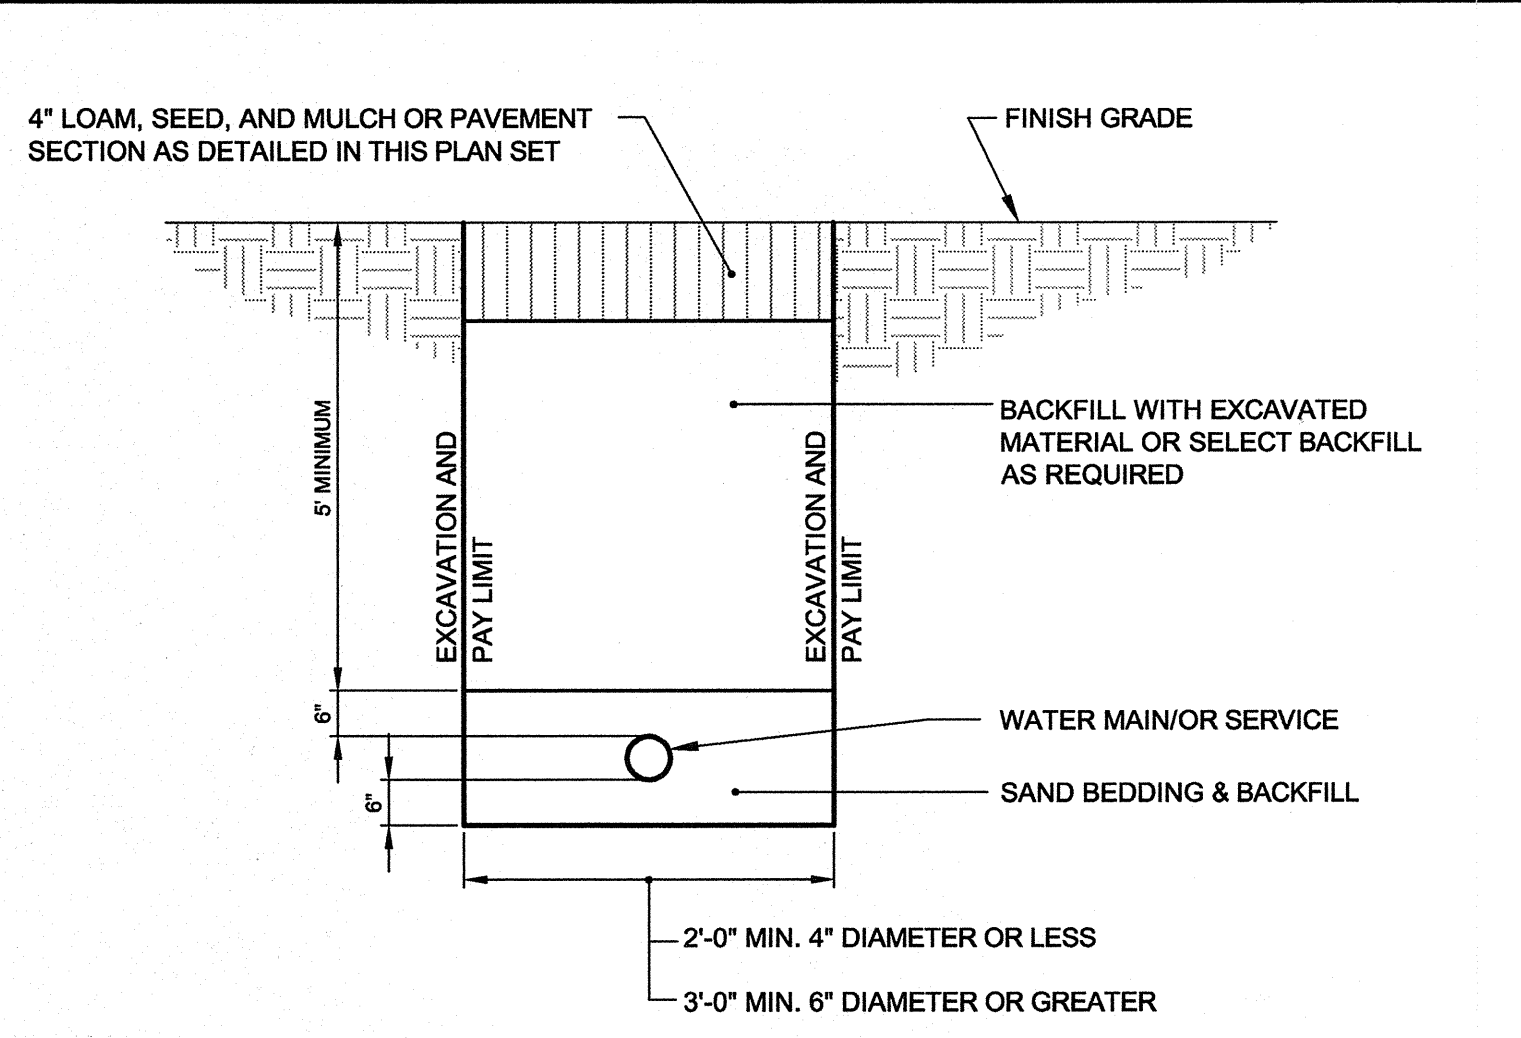 4" LOAM, SEED, AND MULCH OR PAVEMENT
SECTION AS DETAILED IN THIS PLAN SET
FINISH GRADE
5' MINIMUM
EXCAVATION AND
PAY LIMIT
EXCAVATION AND
PAY LIMIT
BACKFILL WITH EXCAVATED
MATERIAL OR SELECT BACKFILL
AS REQUIRED
6"
WATER MAIN/OR SERVICE
6"
SAND BEDDING & BACKFILL
2'-0" MIN. 4" DIAMETER OR LESS
3'-0" MIN. 6" DIAMETER OR GREATER